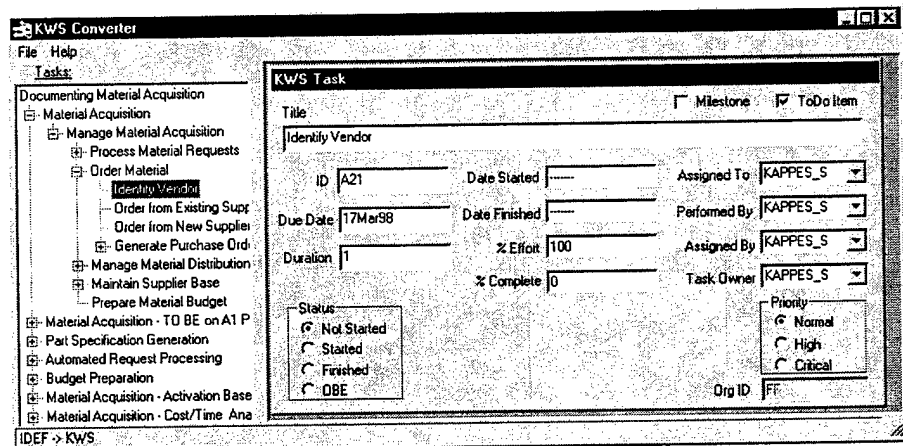 KWS Converter
File Help
Tasks:
Documenting Material Acquisition
Material Acquisition
Manage Material Acquisition
Process Material Requests
Order Material
Identify Vendor
Order from Existing Supp
Order from New Supplier
Generate Purchase Ord
Manage Material Distribution
Maintain Supplier Base
Prepare Material Budget
Material Acquisition - TO BE on A1 P
Part Specification Generation
Automated Request Processing
Budget Preparation
Material Acquisition - Activation Base
Material Acquisition - Cost/Time Ana
IDEF -> KWS
KWS Task
Title
Milestone
ToDo Item
Identify Vendor
ID A21
Date Started -------
Assigned To KAPPES_S
Due Date 17Mar98
Date Finished -------
Performed By KAPPES_S
Duration 1
% Effort 100
Assigned By KAPPES_S
% Complete 0
Task Owner KAPPES_S
Status
Not Started
Started
Finished
OBE
Priority
Normal
High
Critical
Org ID FF